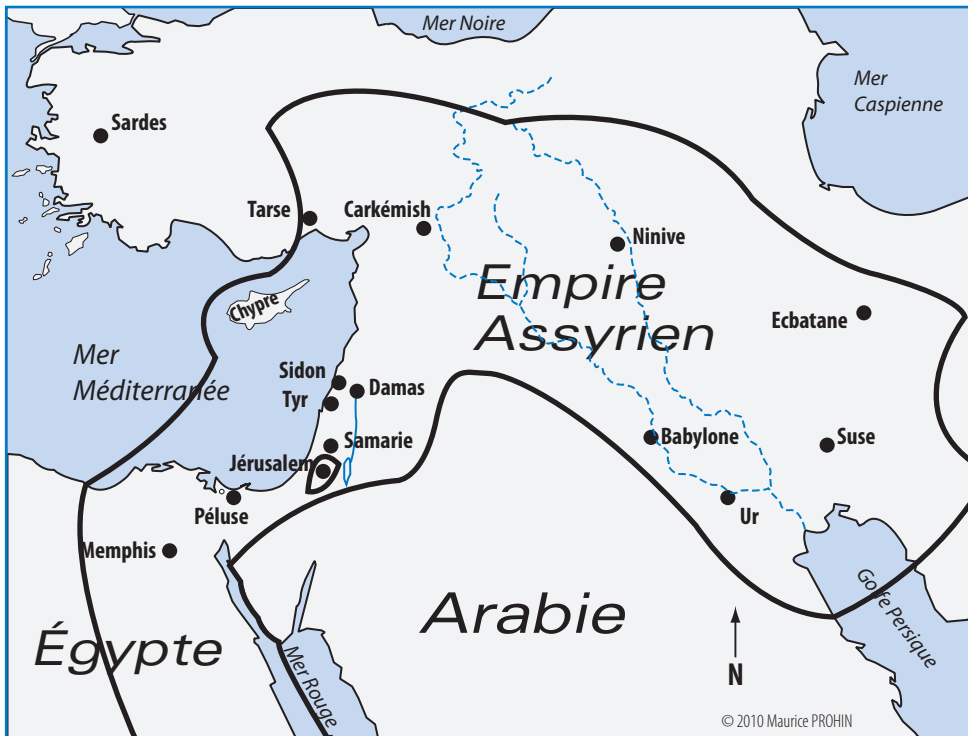 Mer Noire
Mer
Caspienne
Sardes
Tarse
Carkémish
Ninive
Empire
Assyrien
Chypre
Ecbatane
Mer
Méditerranée
Sidon
Tyr
Damas
Samarie
Babylone
Suse
Jérusalem
Péluse
Ur
Memphis
Arabie
Golfe Persique
Égypte
Mer Rouge
N
© 2010 Maurice PROHIN